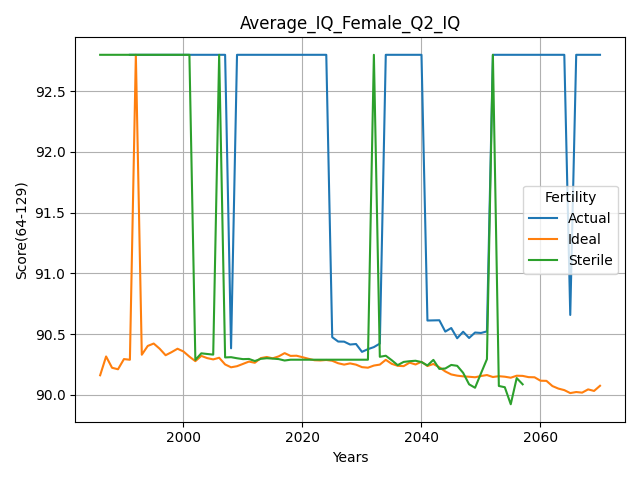 Average_IQ_Female_Q2_IQ
Score(64-129)
92.5
92.0
91.5
91.0
90.5
90.0
Fertility
Actual
Ideal
Sterile
2000
2020
2040
2060
Years